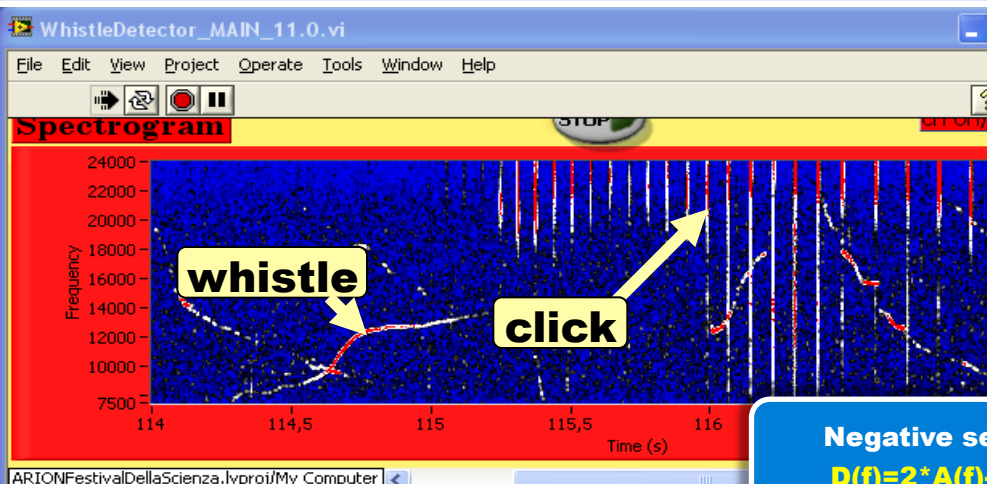 WhistleDetector_MAIN_11.0.vi
File Edit View Project Operate Tools Window Help
Spectrogram
STOP
24000
22000
20000
18000
16000
14000
12000
10000
7500
Frequency
whistle
click
114 114,5 115 115,5 116
Time (s)
Negative se
D(f)=2*A(f)-
ARIONFestivalDellaScienza.lvproj/My Computer